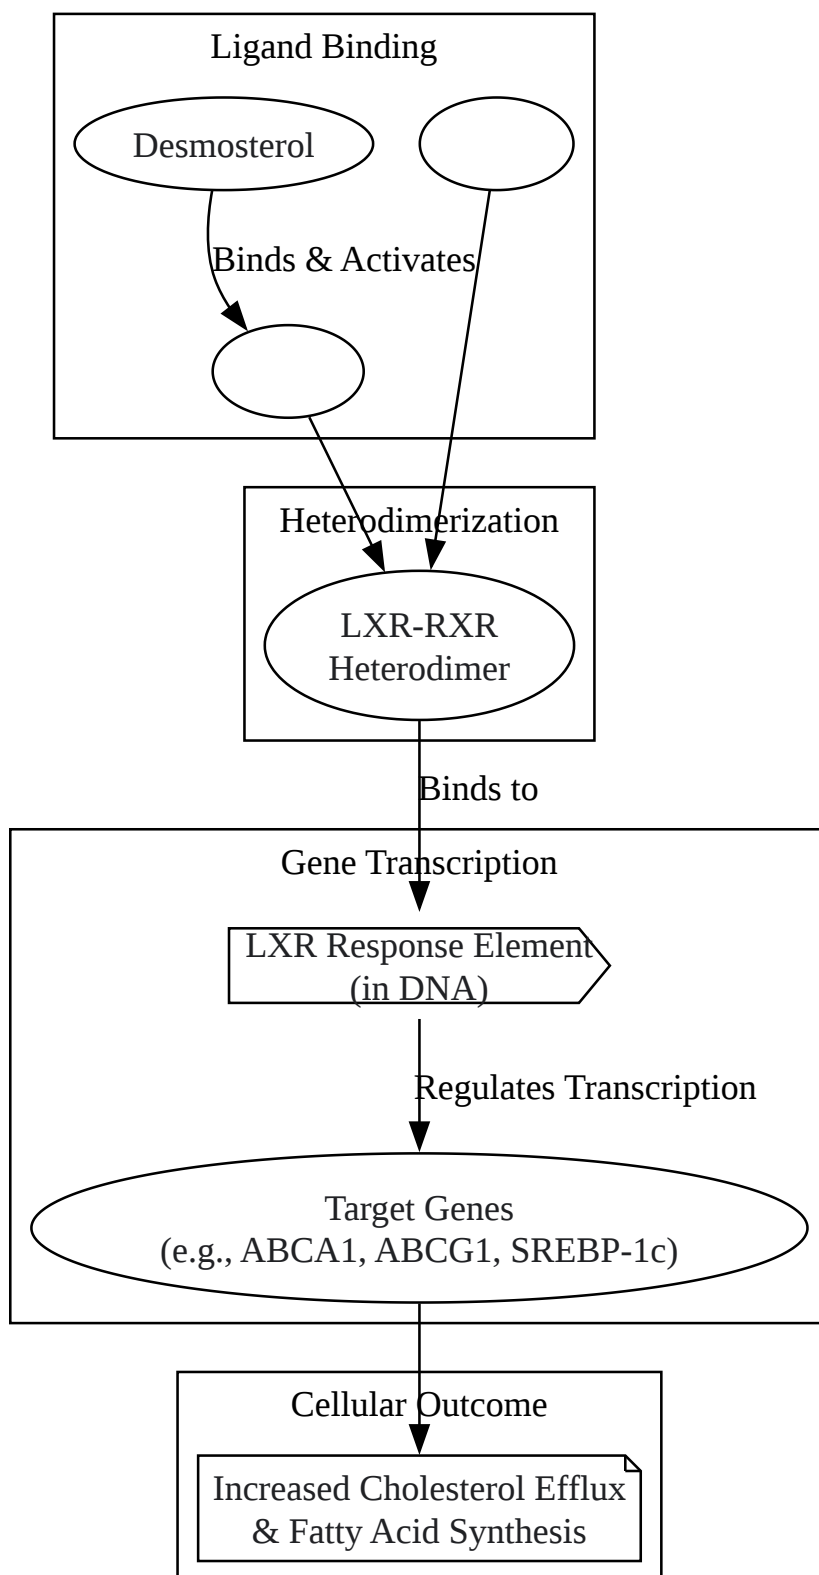 Ligand Binding
Desmosterol
Binds & Activates
Heterodimerization
LXR-RXR
Heterodimer
Binds to
Gene Transcription
LXR Response Element
(in DNA)
Regulates Transcription
Target Genes
(e.g., ABCA1, ABCG1, SREBP-1c)
Cellular Outcome
Increased Cholesterol Efflux
& Fatty Acid Synthesis